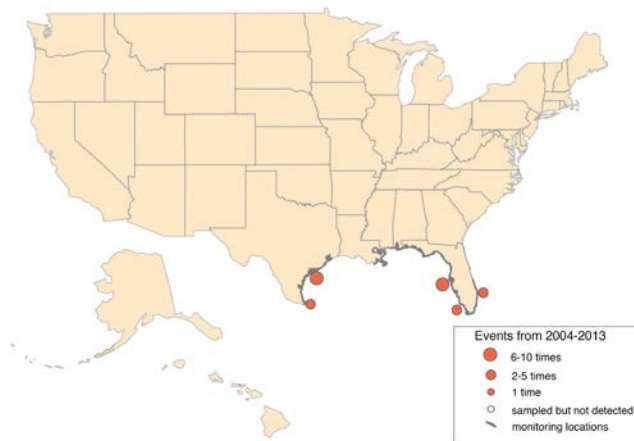 Events from 2004-2013
6-10 times
2-5 times
1 time
sampled but not detected
monitoring locations